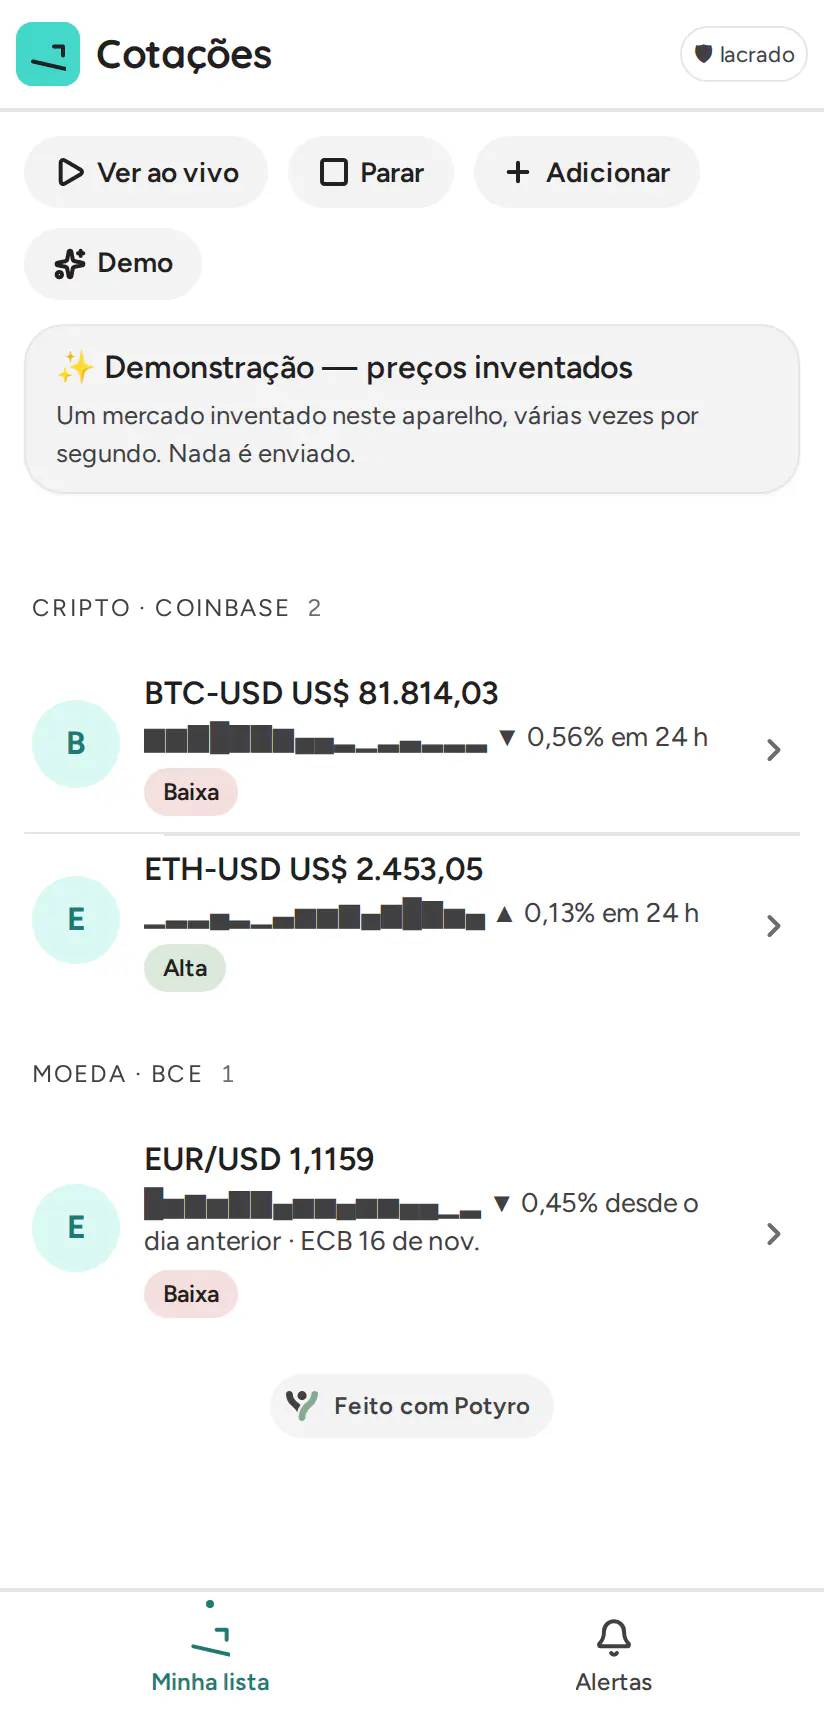 Cotações
lacrado
Ver ao vivo
Parar
Adicionar
Demo
✨ Demonstração — preços inventados
Um mercado inventado neste aparelho, várias vezes por
segundo. Nada é enviado.
CRIPTO · COINBASE 2
B
BTC-USD US$ 81.814,03
▼ 0,56% em 24 h
Baixa
E
ETH-USD US$ 2.453,05
▲ 0,13% em 24 h
Alta
MOEDA · BCE 1
E
EUR/USD 1,1159
▼ 0,45% desde o
dia anterior · ECB 16 de nov.
Baixa
Feito com Potyro
Minha lista
Alertas